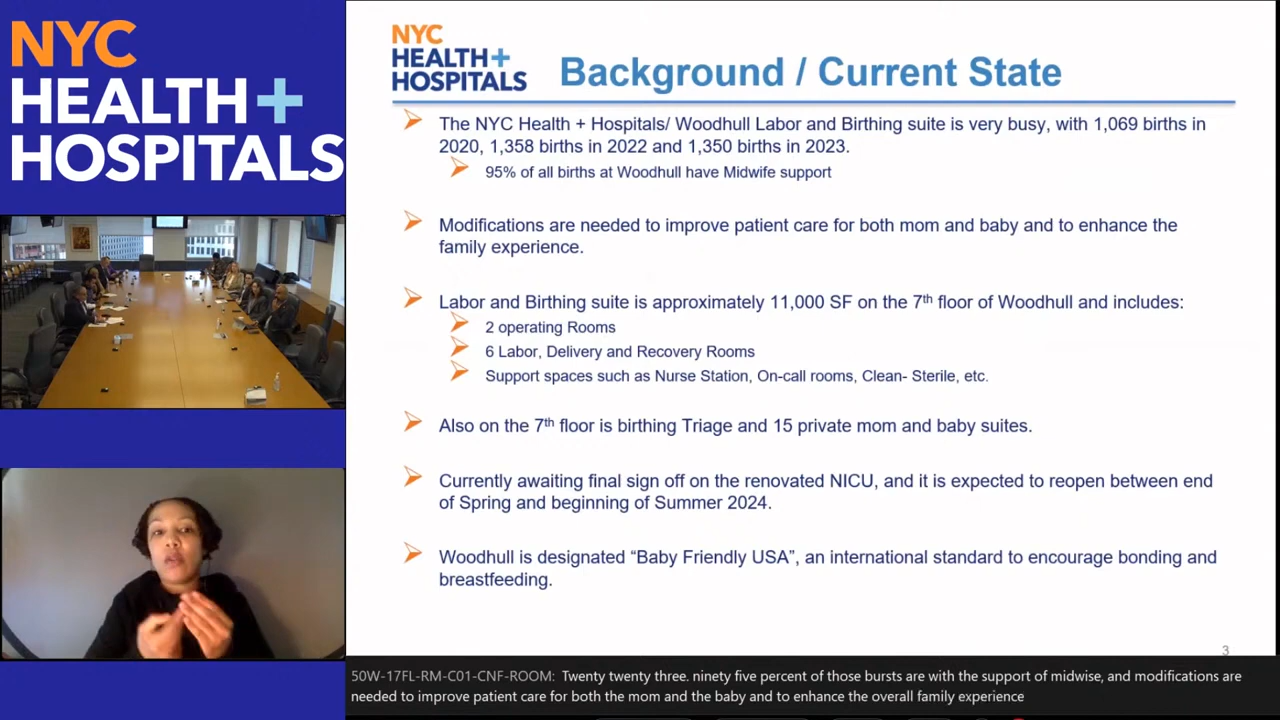 NYC
HEALTH+
HOSPITALS
NYC
HEALTH+
HOSPITALS
Background / Current State
The NYC Health + Hospitals/ Woodhull Labor and Birthing suite is very busy, with 1,069 births in
2020, 1,358 births in 2022 and 1,350 births in 2023.
95% of all births at Woodhull have Midwife support
Modifications are needed to improve patient care for both mom and baby and to enhance the
family experience.
Labor and Birthing suite is approximately 11,000 SF on the 7th floor of Woodhull and includes:
2 operating Rooms
6 Labor, Delivery and Recovery Rooms
Support spaces such as Nurse Station, On-call rooms, Clean- Sterile, etc.
Also on the 7th floor is birthing Triage and 15 private mom and baby suites.
Currently awaiting final sign off on the renovated NICU, and it is expected to reopen between end
of Spring and beginning of Summer 2024.
Woodhull is designated “Baby Friendly USA”, an international standard to encourage bonding and
breastfeeding.
3
50W-17FL-RM-C01-CNF-ROOM: Twenty twenty three. ninety five percent of those bursts are with the support of midwise, and modifications are
needed to improve patient care for both the mom and the baby and to enhance the overall family experience